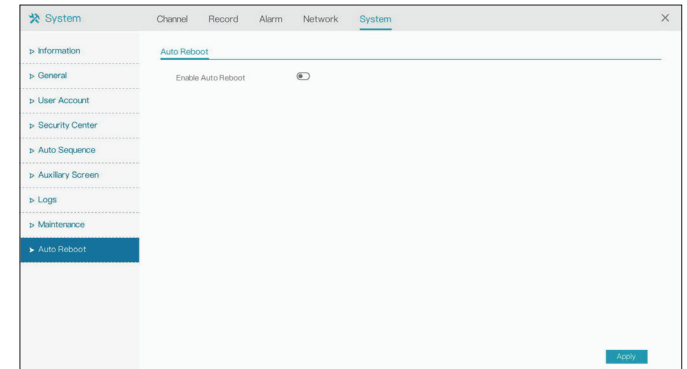 System
Channel Record Alarm Network System
Information
General
User Account
Security Center
Auto Sequence
Auxiliary Screen
Logs
Maintenance
Auto Reboot
Auto Reboot
Enable Auto Reboot
Apply